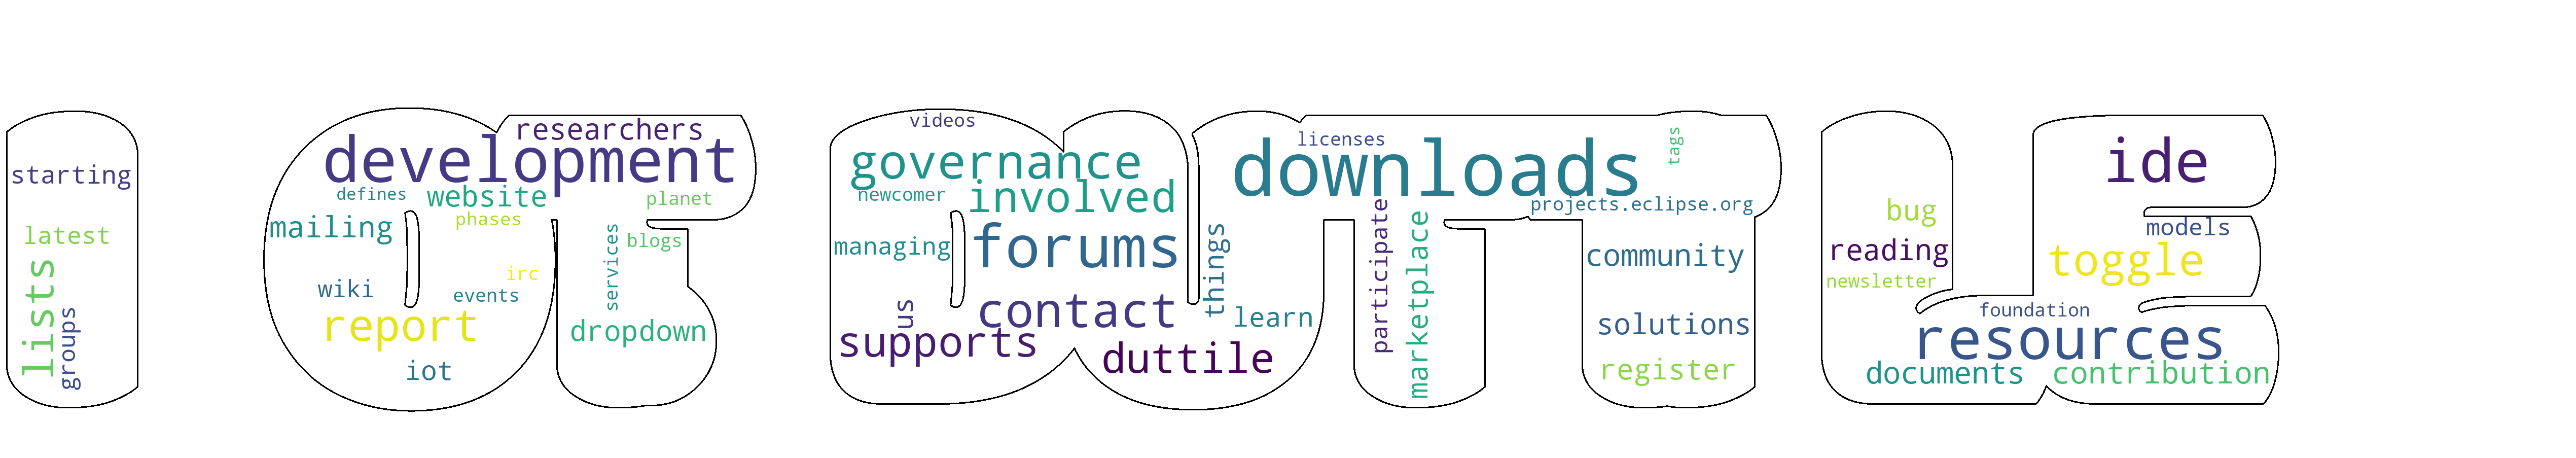 starting
latest
lists
groups
researchers
development
defines
website
planet
phases
mailing
services
blogs
irc
wiki
events
report
dropdown
iot
videos
governance
newcomer
involved
managing
forums
things
us
contact
learn
supports
duttile
licenses
tags
downloads
projects.eclipse.org
participate
marketplace
community
solutions
register
ide
bug
models
reading
toggle
newsletter
foundation
resources
documents
contribution